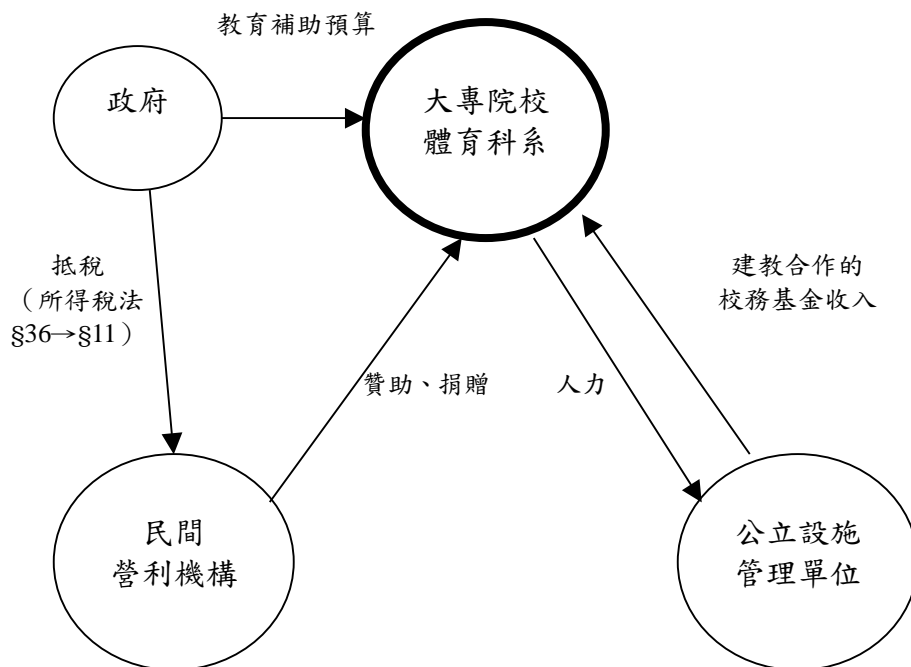 教育補助預算
政府
大專院校
體育科系
抵稅
（所得稅法
§36→§11）
建教合作的
校務基金收入
贊助、捐贈
人力
民間
營利機構
公立設施
管理單位